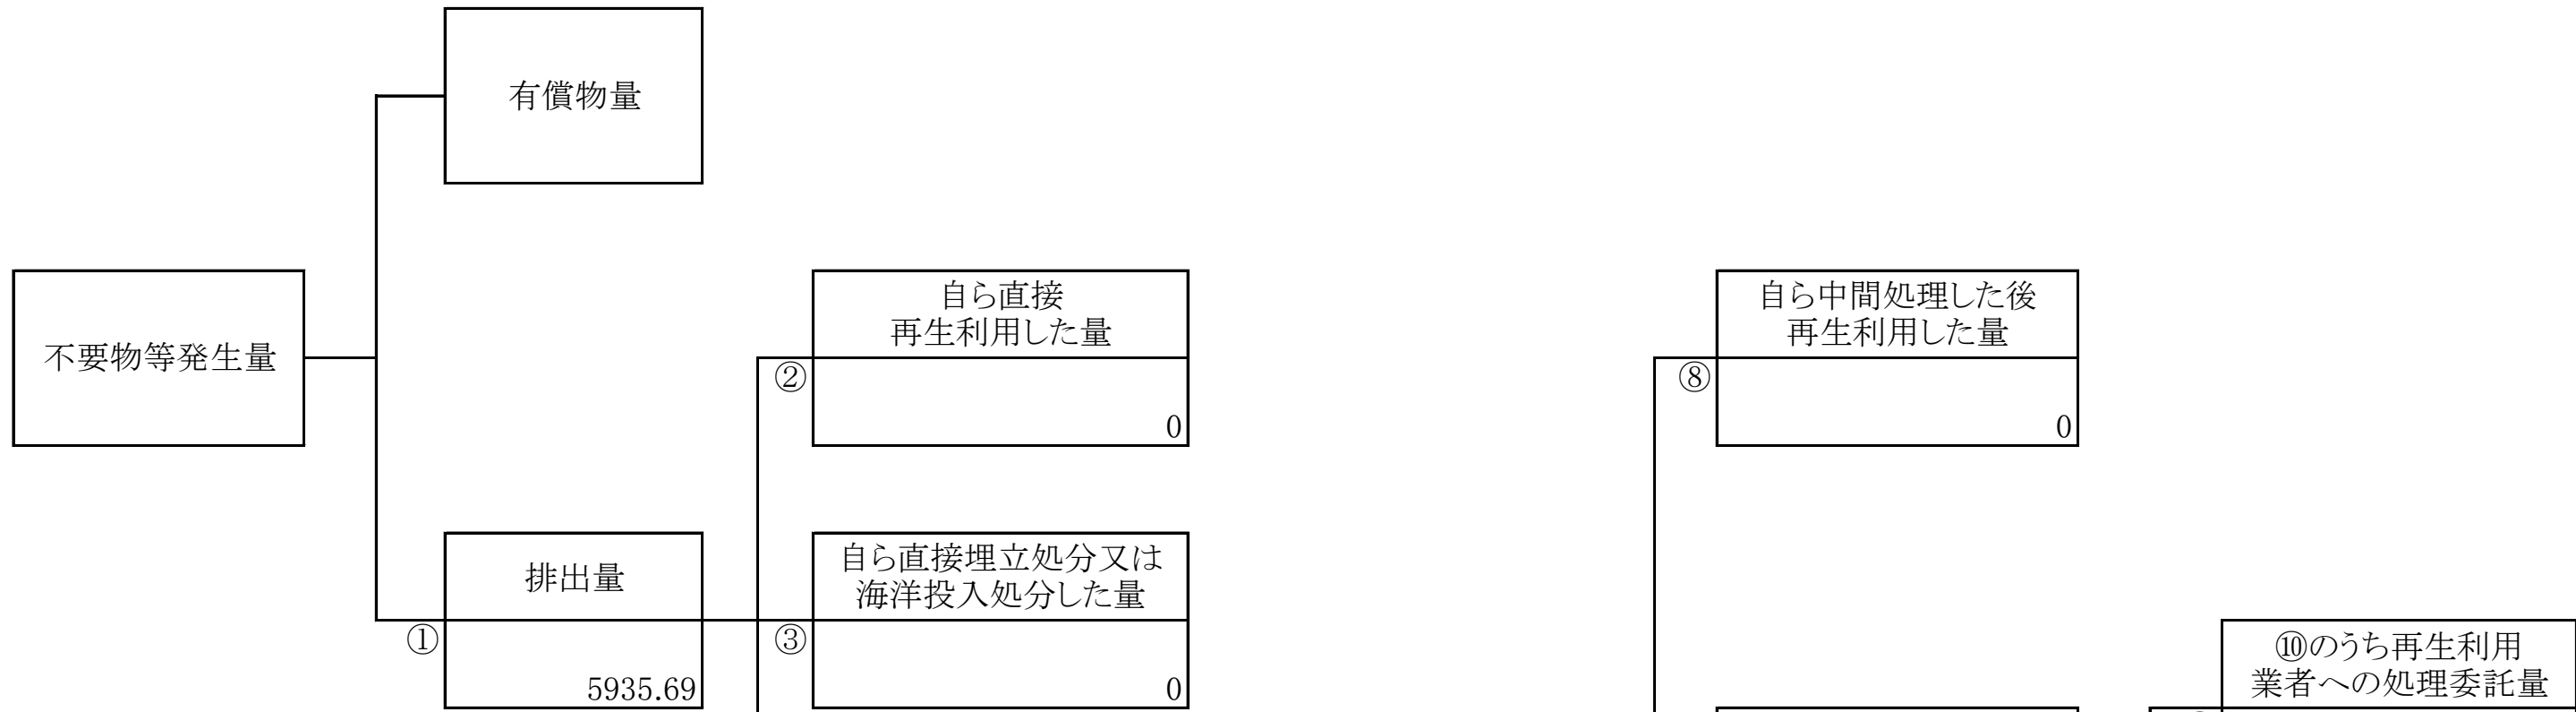 有償物量
不要物等発生量
自ら直接
再生利用した量
②
0
自ら中間処理した後
再生利用した量
⑧
0
排出量
①
5935.69
自ら直接埋立処分又は
海洋投入処分した量
③
0
⑩のうち再生利用
業者への処理委託量